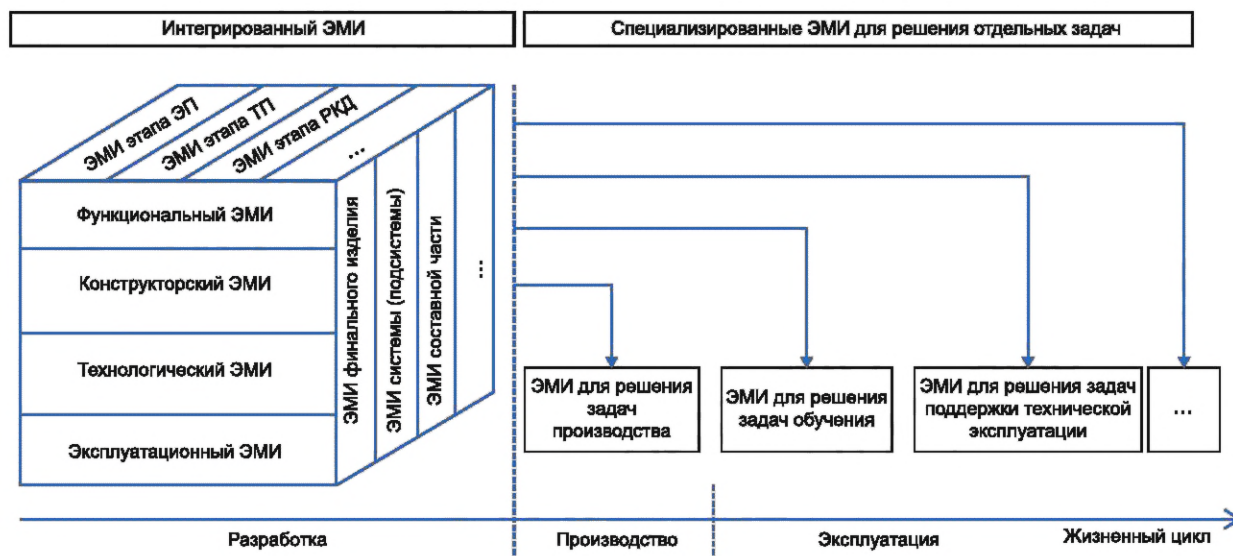 Интегрированный ЭМИ
Специализированные ЭМИ для решения отдельных задач
ЭМИ этапа ЭП
ЭМИ этапа ТП
ЭМИ этапа РКД
...
Функциональный ЭМИ
Конструкторский ЭМИ
Технологический ЭМИ
Эксплуатационный ЭМИ
ЭМИ финального изделия
ЭМИ системы (подсистемы)
ЭМИ составной части
...
ЭМИ для решения
задач
производства
ЭМИ для решения
задач обучения
ЭМИ для решения задач
поддержки технической
эксплуатации
...
Разработка
Производство
Эксплуатация
Жизненный цикл